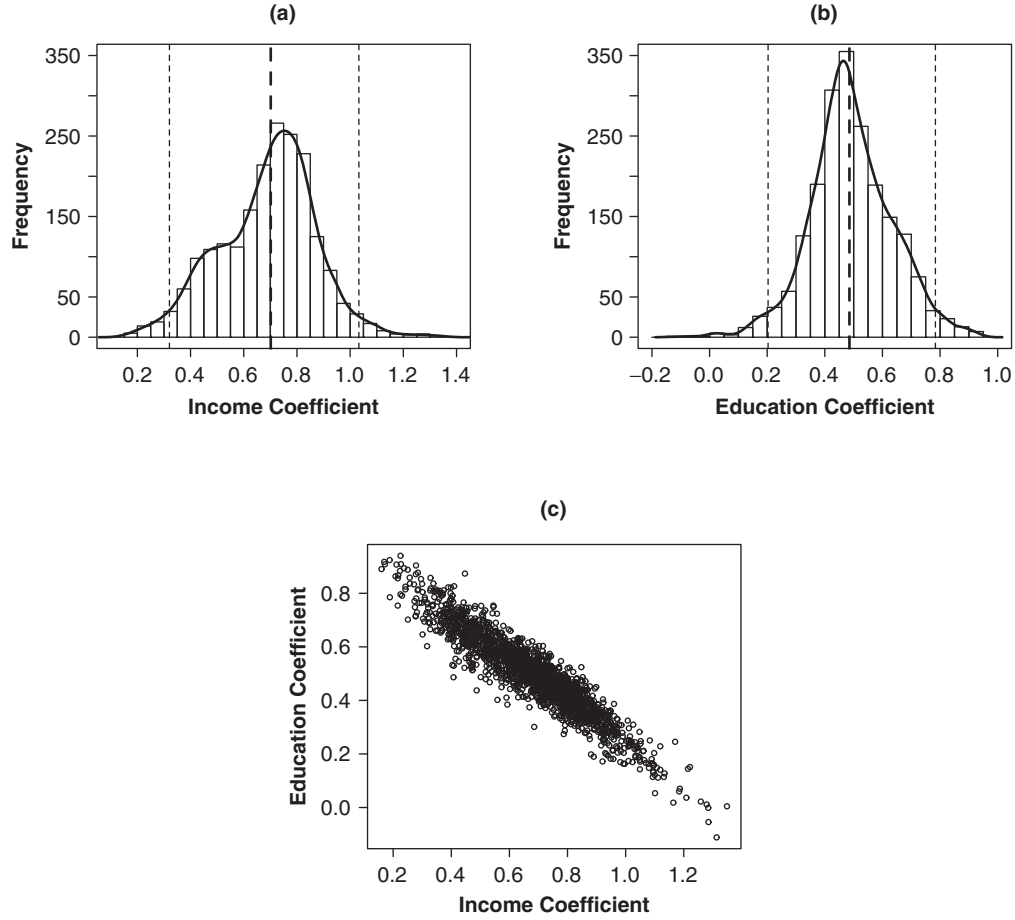 (a)
350
250
150
50
0
Frequency
0.2 0.4 0.6 0.8 1.0 1.2 1.4
Income Coefficient
(b)
350
250
150
50
0
Frequency
−0.2 0.0 0.2 0.4 0.6 0.8 1.0
Education Coefficient
(c)
0.8
0.6
0.4
0.2
0.0
Education Coefficient
0.2 0.4 0.6 0.8 1.0 1.2
Income Coefficient